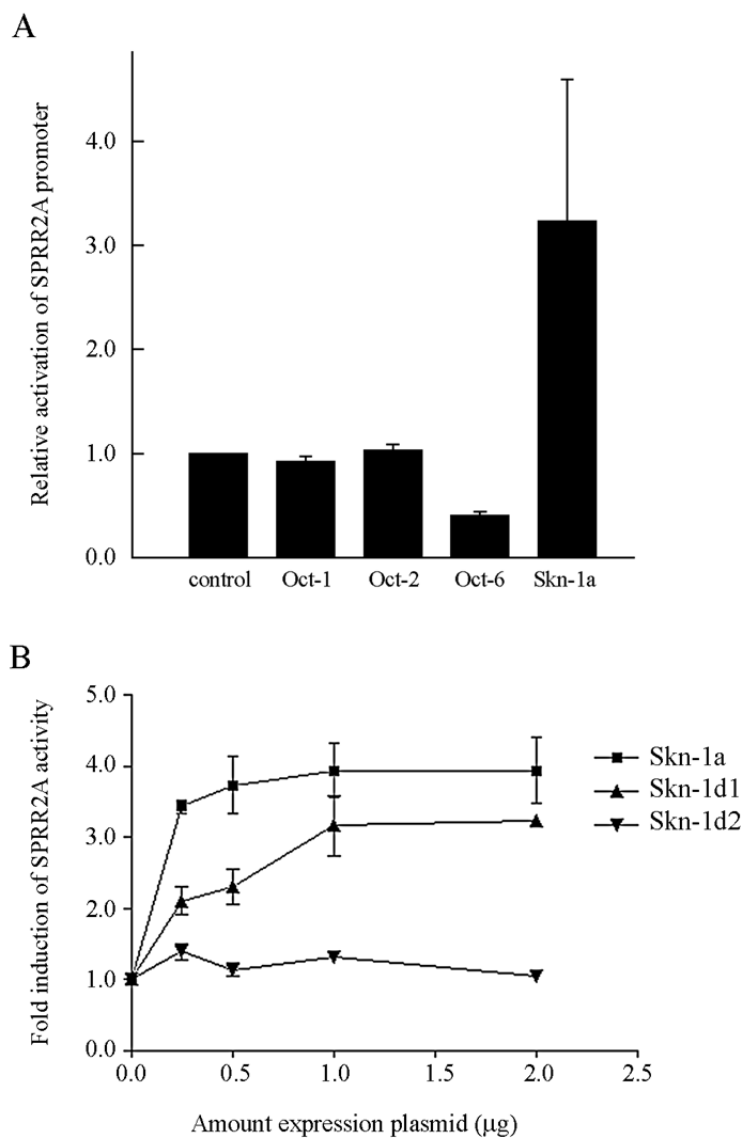 A
Relative activation of SPRR2A promoter
4.0
3.0
2.0
1.0
0.0
control Oct-1 Oct-2 Oct-6 Skn-1a
B
Fold induction of SPRR2A activity
5.0
4.0
3.0
2.0
1.0
0.0
0.0 0.5 1.0 1.5 2.0 2.5
Amount expression plasmid (μg)
Skn-1a
Skn-1d1
Skn-1d2